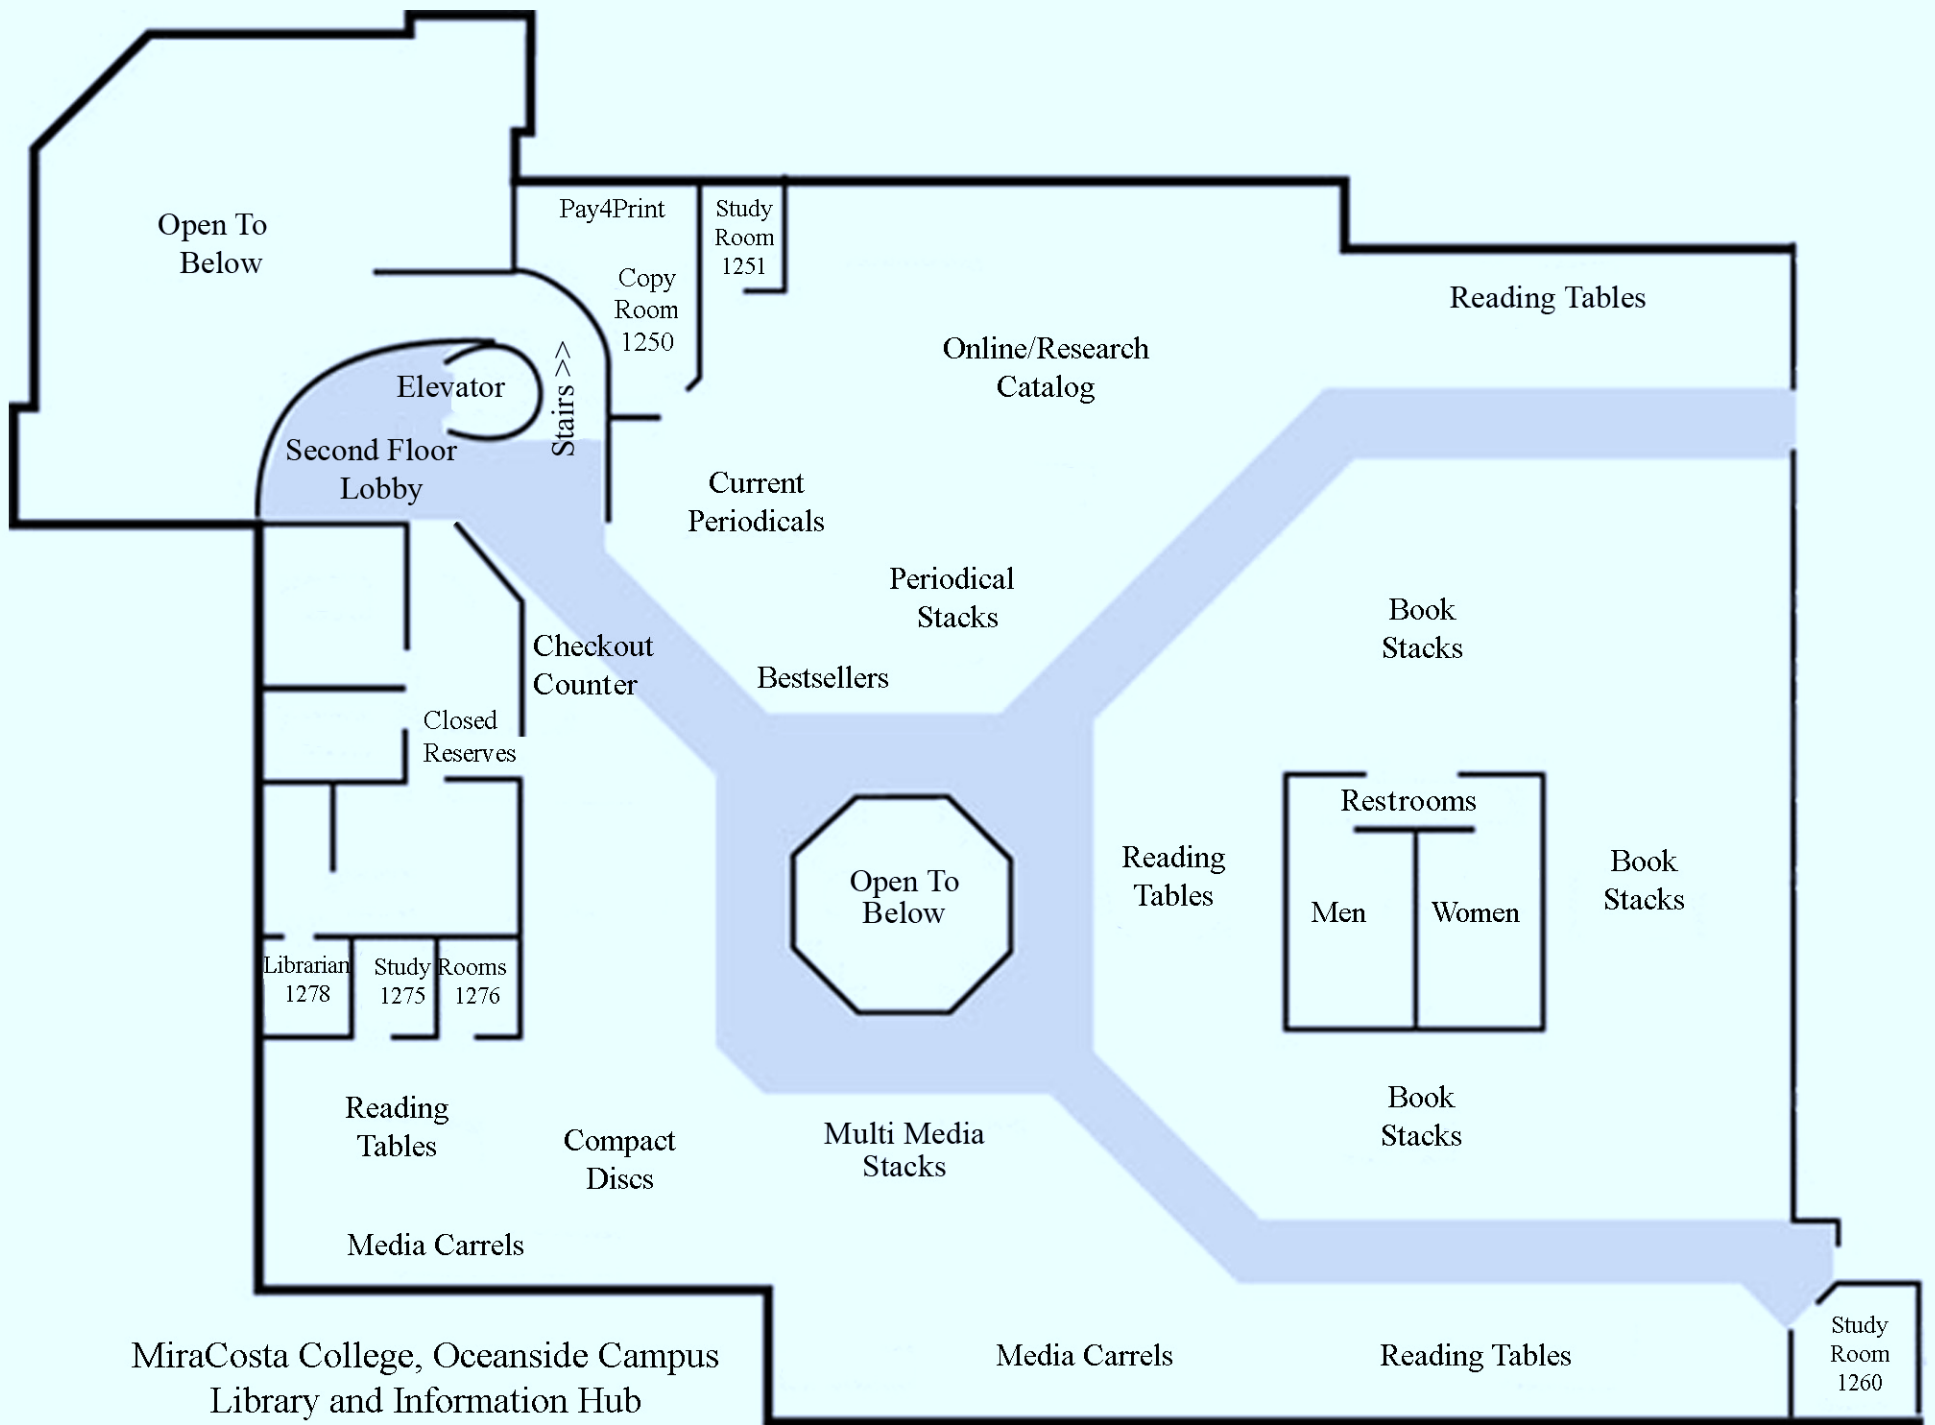 Open To
Below
Pay4Print
Study
Room
1251
Copy
Room
1250
Reading Tables
Online/Research
Catalog
Elevator
Stairs >>
Second Floor
Lobby
Current
Periodicals
Periodical
Stacks
Book
Stacks
Checkout
Counter
Bestsellers
Closed
Reserves
Restrooms
Men
Women
Reading
Tables
Book
Stacks
Open To
Below
Librarian
1278
Study Rooms
1275 1276
Reading
Tables
Compact
Discs
Multi Media
Stacks
Book
Stacks
Media Carrels
Media Carrels
Reading Tables
Study
Room
1260
MiraCosta College, Oceanside Campus
Library and Information Hub